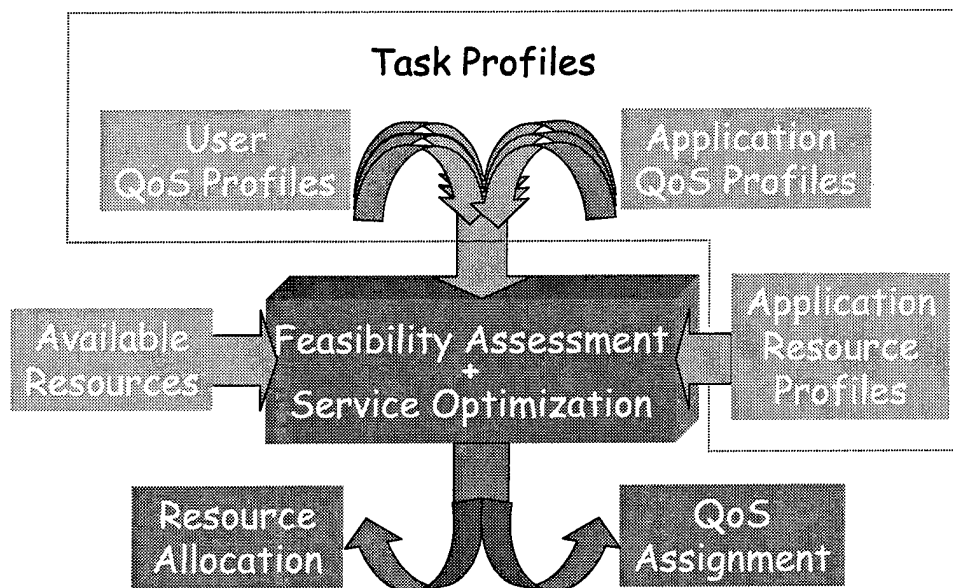 Task Profiles
User
QoS Profiles
Application
QoS Profiles
Available
Resources
Feasibility Assessment
+
Service Optimization
Application
Resource
Profiles
Resource
Allocation
QoS
Assignment